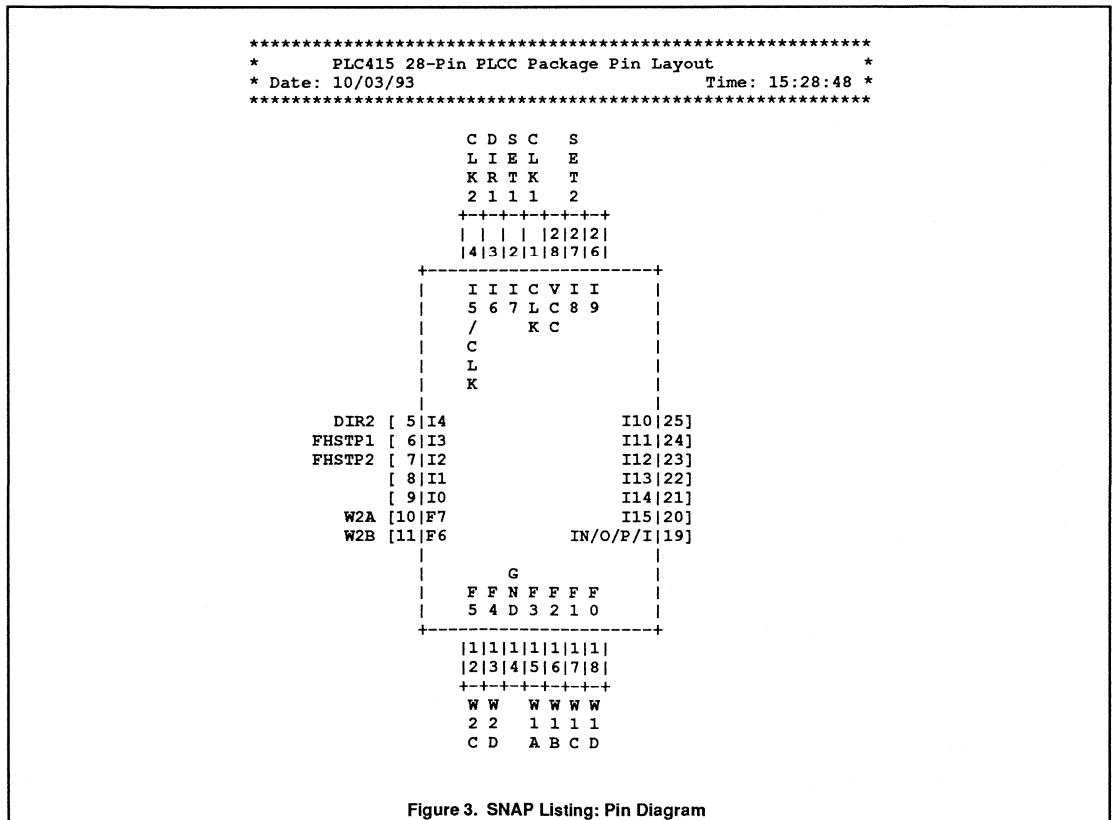 ***********************************************************
*       PLC415 28-Pin PLCC Package Pin Layout              *
* Date: 10/03/93                            Time: 15:28:48 *
***********************************************************
C D S C   S
L I E L   E
K R T K   T
2 1 1 1   2
+-+-+-+-+-+-+-+
| | | | |2|2|2|
|4|3|2|1|8|7|6|
+----------------------+
| I I I C V I I |
| 5 6 7 L C 8 9 |
| / K C |
| C |
| L |
| K |
| |
DIR2 [ 5|I4 I10|25]
FHSTP1 [ 6|I3 I11|24]
FHSTP2 [ 7|I2 I12|23]
[ 8|I1 I13|22]
[ 9|I0 I14|21]
W2A [10|F7 I15|20]
W2B [11|F6 IN/O/P/I|19]
| |
| G |
| F F N F F F F |
| 5 4 D 3 2 1 0 |
+----------------------+
|1|1|1|1|1|1|1|
|2|3|4|5|6|7|8|
+-+-+-+-+-+-+-+
W W   W W W W
2 2   1 1 1 1
C D   A B C D
Figure 3. SNAP Listing: Pin Diagram